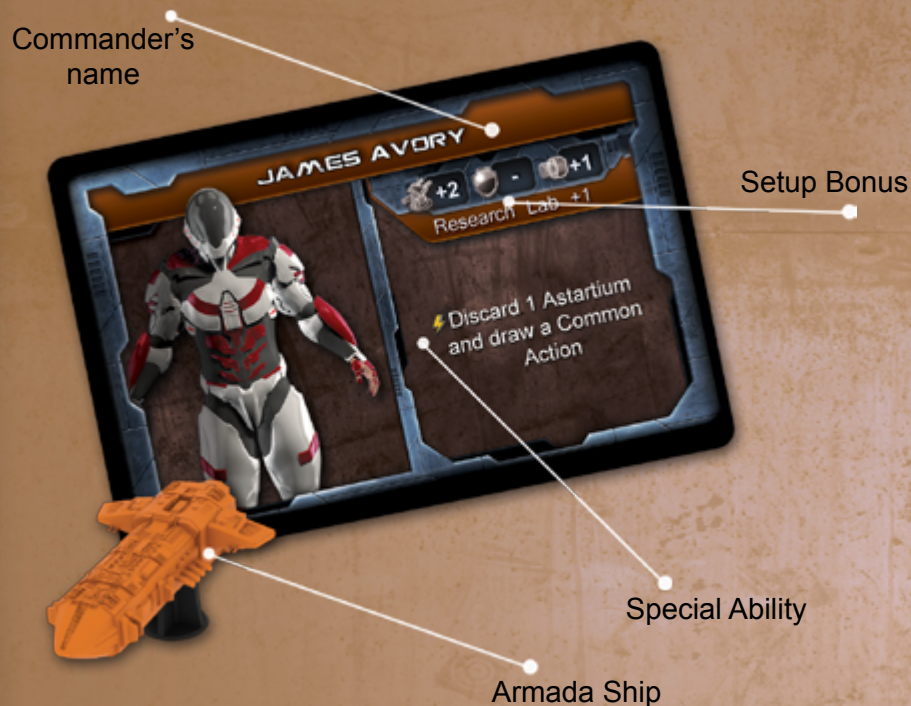 Commander's
name
JAMES AVORY
+2 - +1
Research Lab +1
Setup Bonus
Discard 1 Astartium
and draw a Common
Action
Special Ability
Armada Ship